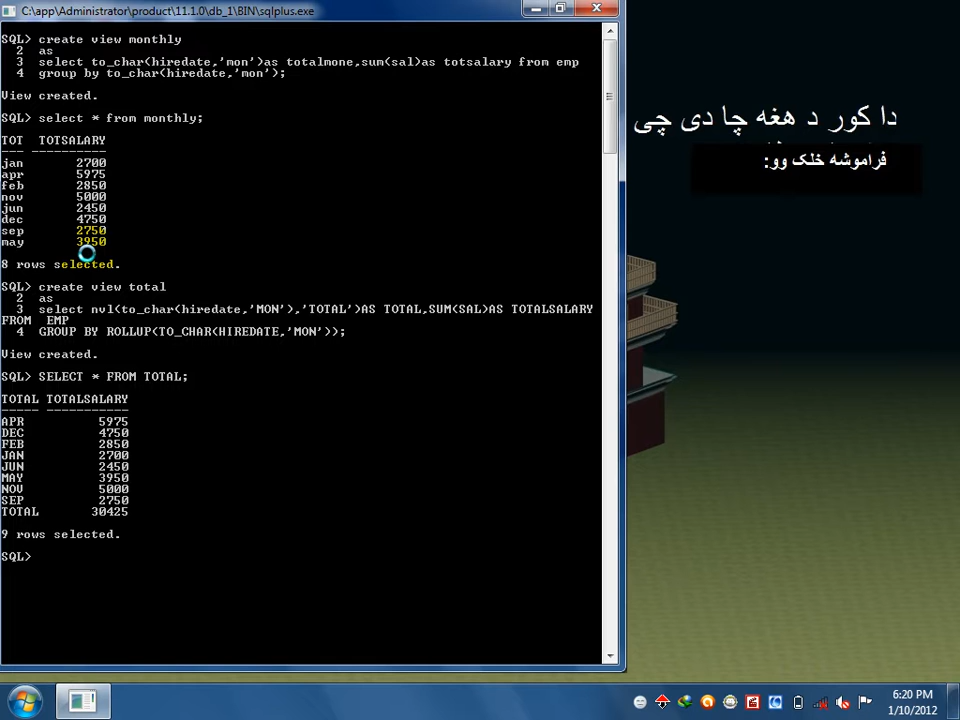 C:\app\Administrator\product\11.1.0\db_1\BIN\sqlplus.exe
SQL> create view monthly
2 as
3 select to_char(hiredate,'mon')as totalmone,sum(sal)as totsalary from emp
4 group by to_char(hiredate,'mon');
View created.
SQL> select * from monthly;
TOT TOTSALARY
--- ----------
jan 2700
apr 5975
feb 2850
nov 5000
jun 2450
dec 4750
sep 2750
may 3950
8 rows selected.
SQL> create view total
2 as
3 select nvl(to_char(hiredate,'MON'),'TOTAL')AS TOTAL,SUM(SAL)AS TOTALSALARY
FROM EMP
4 GROUP BY ROLLUP(TO_CHAR(HIREDATE,'MON'));
View created.
SQL> SELECT * FROM TOTAL;
TOTAL TOTALSALARY
----- -----------
APR 5975
DEC 4750
FEB 2850
JAN 2700
JUN 2450
MAY 3950
NOV 5000
SEP 2750
TOTAL 30425
9 rows selected.
SQL>
دا کور د هغه چا دی چی
فراموشه خلک وو:
6:20 PM
1/10/2012